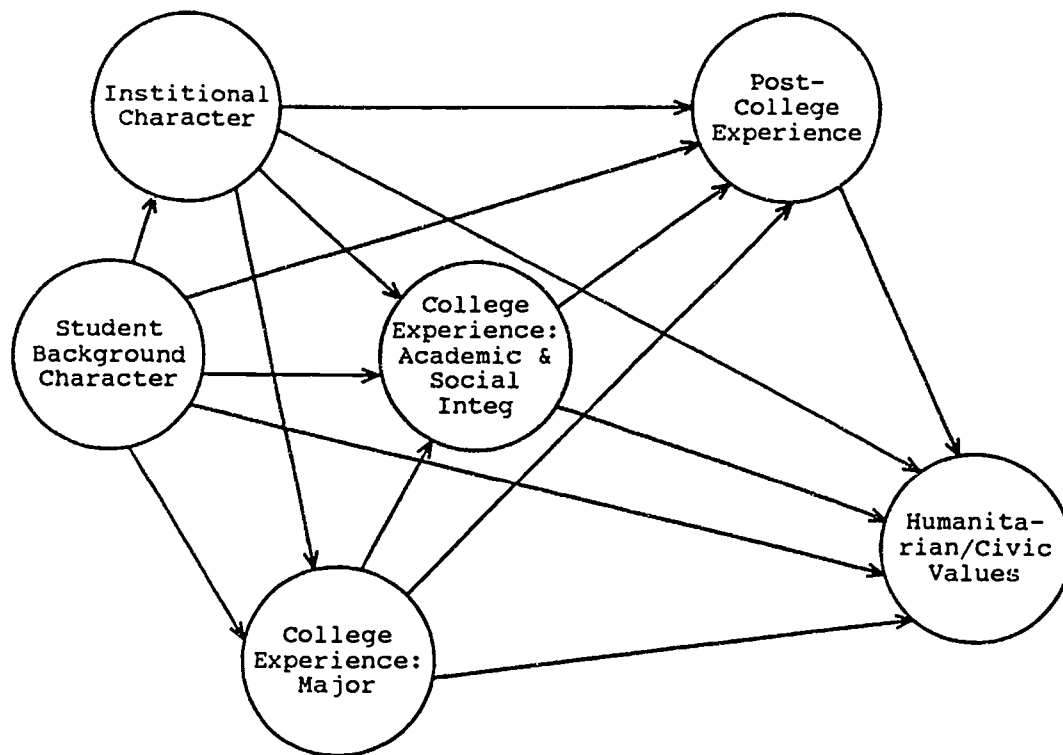 Institional
Character
Post-
College
Experience
Student
Background
Character
College
Experience:
Academic &
Social
Integ
Humanita-
rian/Civic
Values
College
Experience:
Major